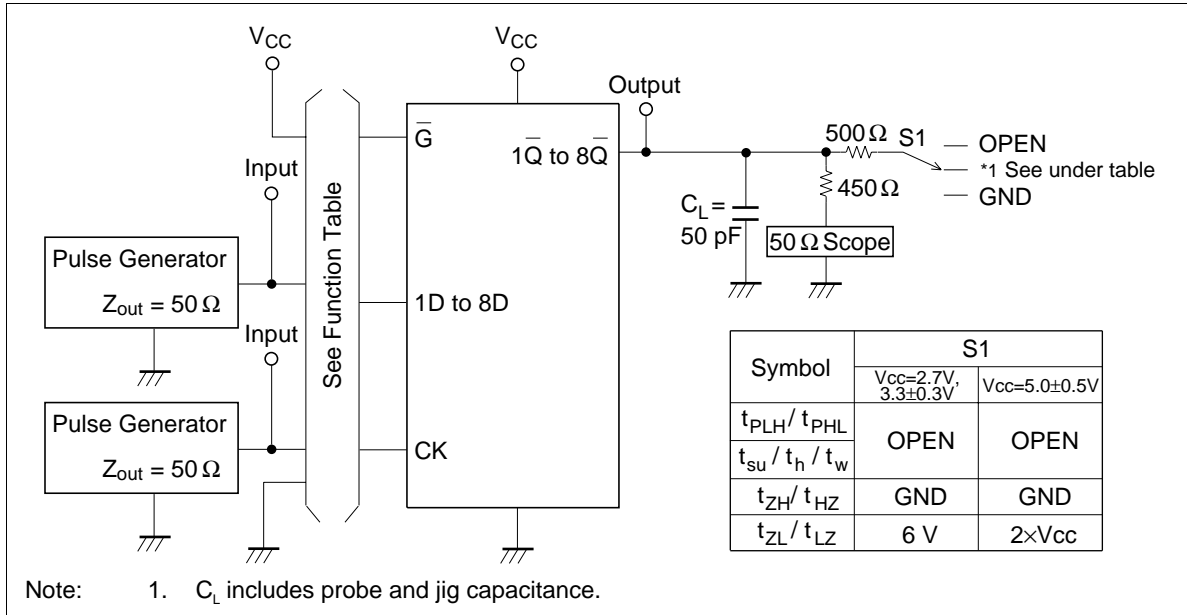 VCC
VCC
Output
Input
G̅
1Q̅ to 8Q̅
500 Ω
S1
OPEN
*1 See under table
GND
450 Ω
CL =
50 pF
50 Ω Scope
Pulse Generator
Zout = 50 Ω
See Function Table
1D to 8D
Input
Pulse Generator
Zout = 50 Ω
CK
Symbol
S1
Vcc=2.7V,
3.3±0.3V
Vcc=5.0±0.5V
tPLH / tPHL
OPEN
OPEN
tsu / th / tw
tZH / tHZ
GND
GND
tZL / tLZ
6 V
2×Vcc
Note: 1. CL includes probe and jig capacitance.